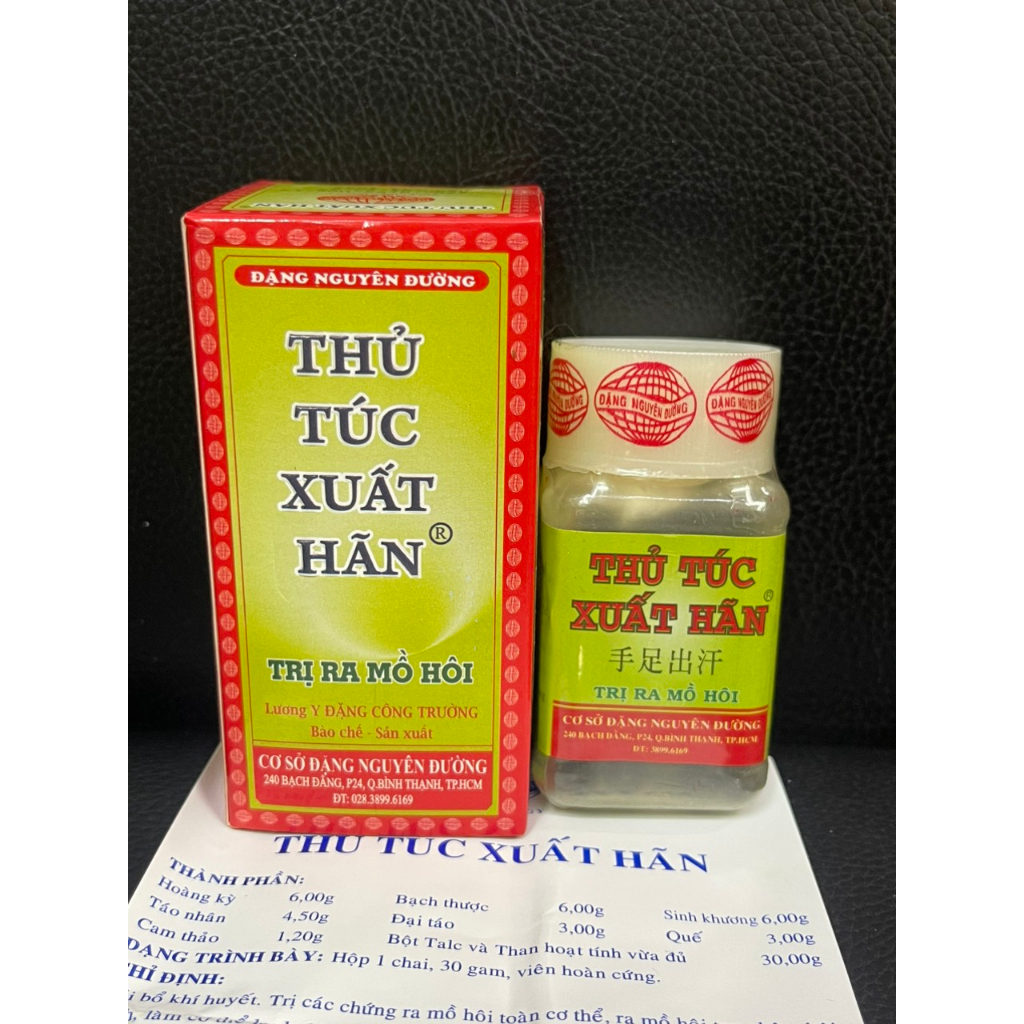 THỦ TÚC XUẤT HÃN
ĐẶNG NGUYÊN ĐƯỜNG
THỦ
TÚC
XUẤT
HÃN®
TRỊ RA MỒ HÔI
Lương Y ĐẶNG CÔNG TRƯỜNG
Bào chế - Sản xuất
CƠ SỞ ĐẶNG NGUYÊN ĐƯỜNG
240 BẠCH ĐẰNG, P24, Q.BÌNH THẠNH, TP.HCM
ĐT: 028.3899.6169
ĐẶNG NGUYÊN ĐƯỜNG
ĐẶNG NGUYÊN ĐƯỜNG
THỦ TÚC
XUẤT HÃN®
手足出汗
TRỊ RA MỒ HÔI
CƠ SỞ ĐẶNG NGUYÊN ĐƯỜNG
240 BẠCH ĐẰNG, P24, Q.BÌNH THẠNH, TP.HCM
ĐT: 3899.6169
THỦ TÚC XUẤT HÃN
THÀNH PHẦN:
Hoàng kỳ 6,00g Bạch thược 6,00g Sinh khương 6,00g
Táo nhân 4,50g Đại táo 3,00g Quế 3,00g
Cam thảo 1,20g Bột Talc và Than hoạt tính vừa đủ 30,00g
DẠNG TRÌNH BÀY: Hộp 1 chai, 30 gam, viên hoàn cứng.
CHỈ ĐỊNH:
bổ khí huyết. Trị các chứng ra mồ hôi toàn cơ thể, ra mồ hôi